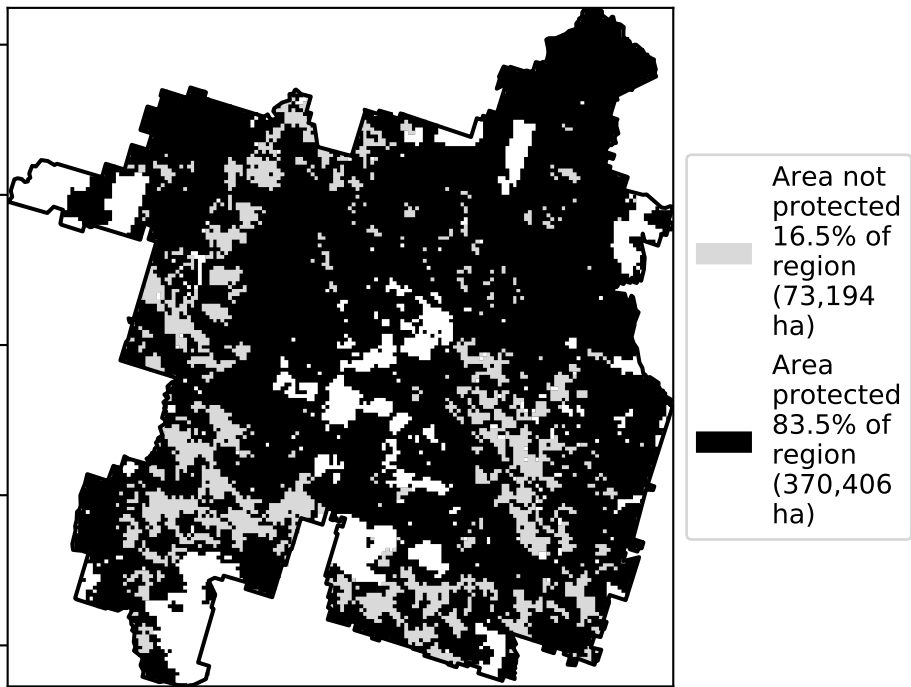 Area not
protected
16.5% of
region
(73,194
ha)
Area
protected
83.5% of
region
(370,406
ha)